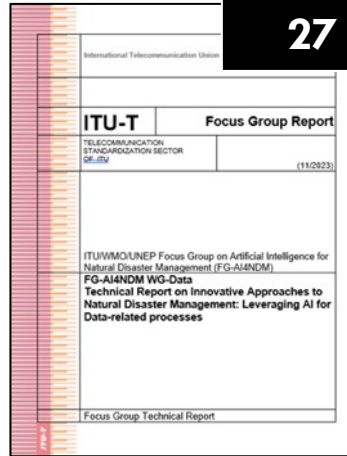 27
International Telecommunication Union
ITU-T
Focus Group Report
TELECOMMUNICATION
STANDARDIZATION SECTOR
OF ITU
(11/2023)
ITU/WMO/UNEP Focus Group on Artificial Intelligence for
Natural Disaster Management (FG-AI4NDM)
FG-AI4NDM WG-Data
Technical Report on Innovative Approaches to
Natural Disaster Management: Leveraging AI for
Data-related processes
Focus Group Technical Report
ITU-T